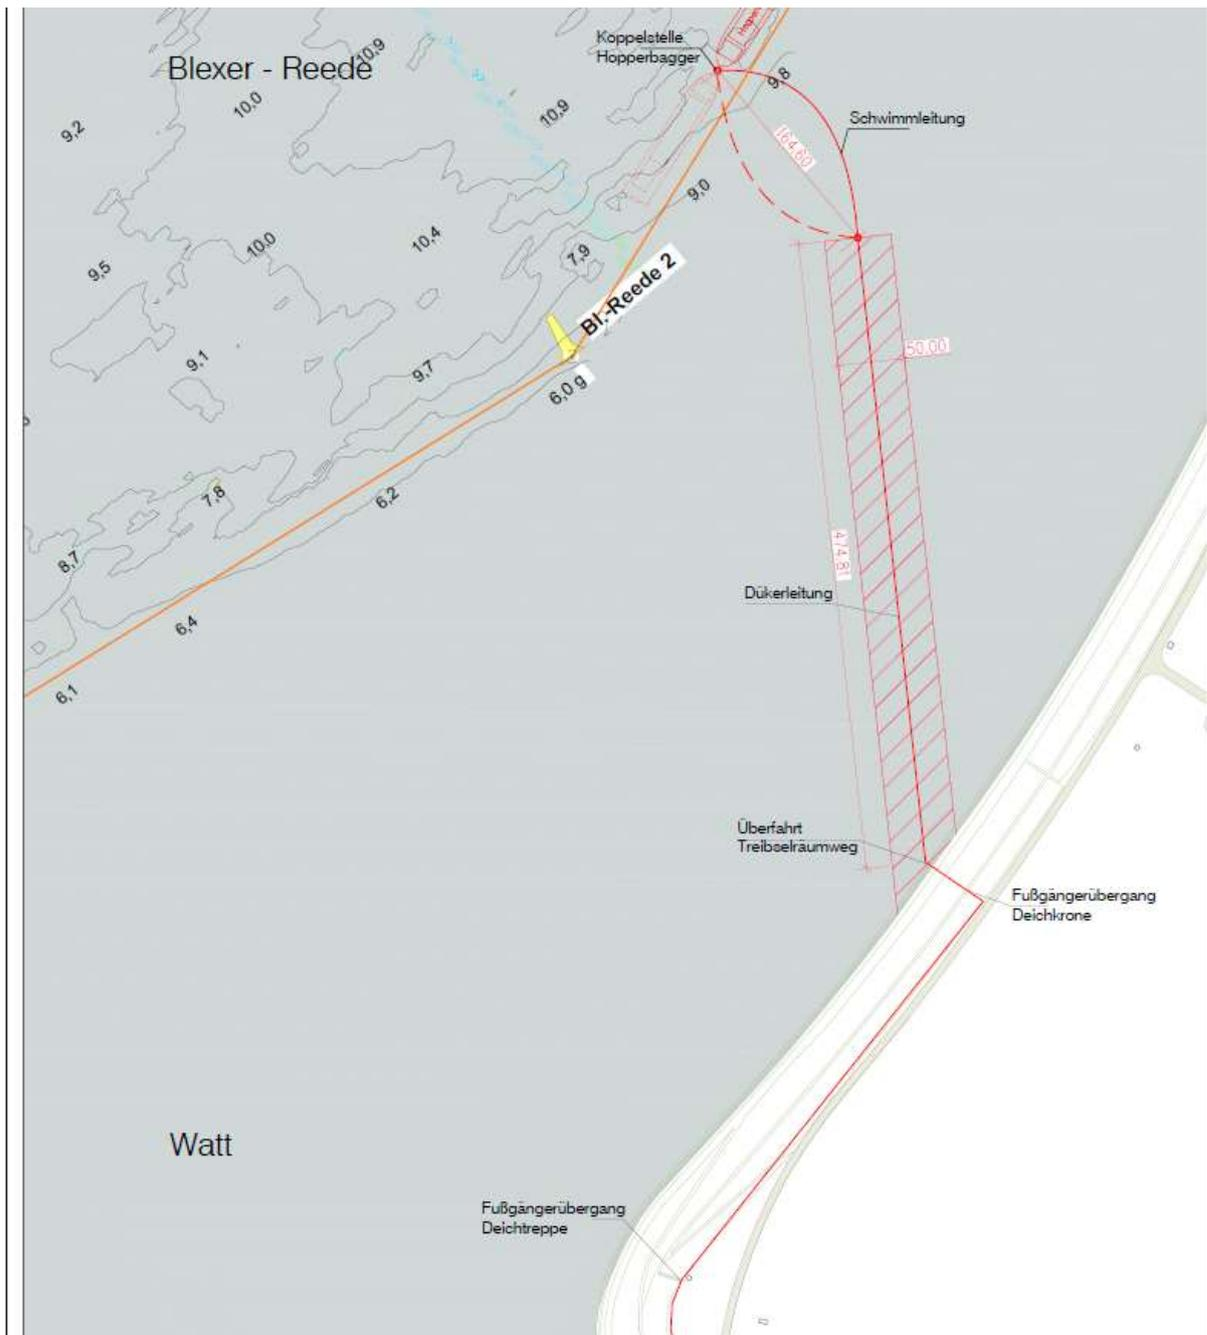 Koppelstelle
Hopperbagger
Blexer - Reede
10,9
10,0
9,2
10,9
9,8
Schwimmleitung
164.60
9,0
10,0
10,4
9,5
7,9
Bl.-Reede 2
50.00
9,1
9,7
6,0 g
7,8
6,2
8,7
474.81
Dükerleitung
6,4
6,1
Überfahrt
Treibselräumweg
Fußgängerübergang
Deichkrone
Watt
Fußgängerübergang
Deichtreppe